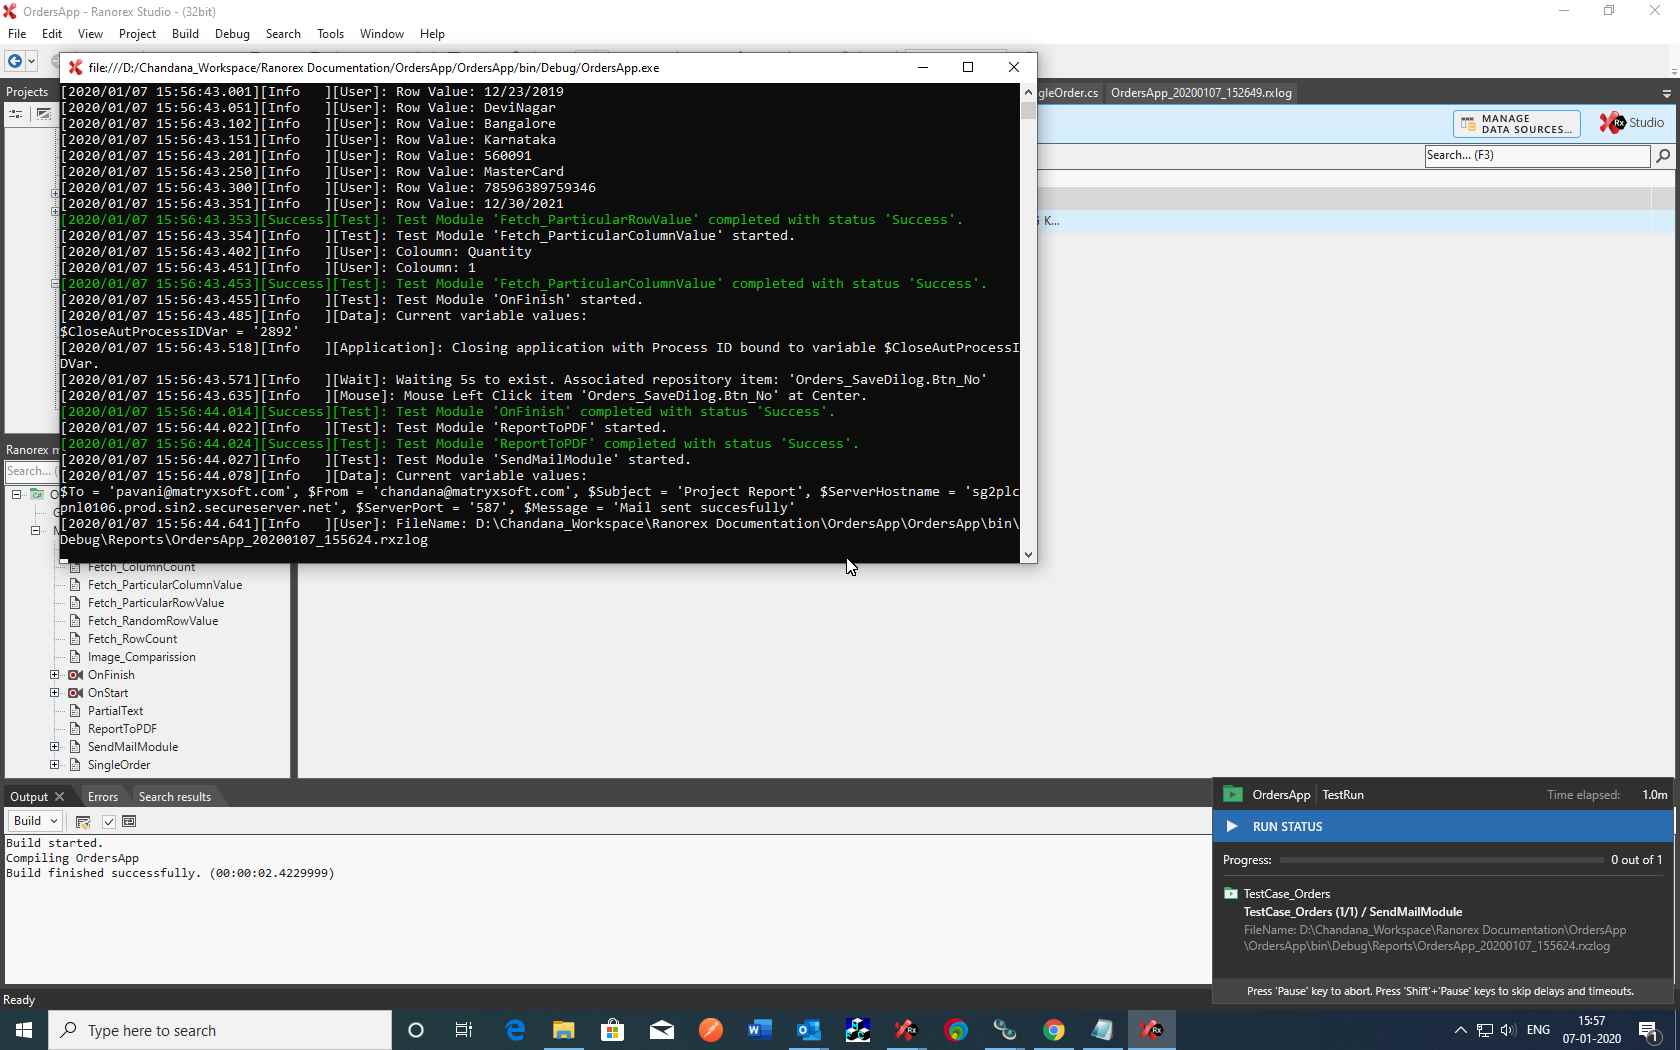 OrdersApp - Ranorex Studio - (32bit)
File Edit View Project Build Debug Search Tools Window Help
file:///D:/Chandana_Workspace/Ranorex Documentation/OrdersApp/OrdersApp/bin/Debug/OrdersApp.exe
Projects
gleOrder.cs OrdersApp_20200107_152649.rxlog
MANAGE
DATA SOURCES...
Rx Studio
Search... (F3)
K...
[2020/01/07 15:56:43.001][Info   ][User]: Row Value: 12/23/2019
[2020/01/07 15:56:43.051][Info   ][User]: Row Value: DeviNagar
[2020/01/07 15:56:43.102][Info   ][User]: Row Value: Bangalore
[2020/01/07 15:56:43.151][Info   ][User]: Row Value: Karnataka
[2020/01/07 15:56:43.201][Info   ][User]: Row Value: 560091
[2020/01/07 15:56:43.250][Info   ][User]: Row Value: MasterCard
[2020/01/07 15:56:43.300][Info   ][User]: Row Value: 78596389759346
[2020/01/07 15:56:43.351][Info   ][User]: Row Value: 12/30/2021
[2020/01/07 15:56:43.353][Success][Test]: Test Module 'Fetch_ParticularRowValue' completed with status 'Success'.
[2020/01/07 15:56:43.354][Info   ][Test]: Test Module 'Fetch_ParticularColumnValue' started.
[2020/01/07 15:56:43.402][Info   ][User]: Coloumn: Quantity
[2020/01/07 15:56:43.451][Info   ][User]: Coloumn: 1
[2020/01/07 15:56:43.453][Success][Test]: Test Module 'Fetch_ParticularColumnValue' completed with status 'Success'.
[2020/01/07 15:56:43.455][Info   ][Test]: Test Module 'OnFinish' started.
[2020/01/07 15:56:43.485][Info   ][Data]: Current variable values:
$CloseAutProcessIDVar = '2892'
[2020/01/07 15:56:43.518][Info   ][Application]: Closing application with Process ID bound to variable $CloseAutProcessI
DVar.
[2020/01/07 15:56:43.571][Info   ][Wait]: Waiting 5s to exist. Associated repository item: 'Orders_SaveDilog.Btn_No'
[2020/01/07 15:56:43.635][Info   ][Mouse]: Mouse Left Click item 'Orders_SaveDilog.Btn_No' at Center.
[2020/01/07 15:56:44.014][Success][Test]: Test Module 'OnFinish' completed with status 'Success'.
[2020/01/07 15:56:44.022][Info   ][Test]: Test Module 'ReportToPDF' started.
[2020/01/07 15:56:44.024][Success][Test]: Test Module 'ReportToPDF' completed with status 'Success'.
[2020/01/07 15:56:44.027][Info   ][Test]: Test Module 'SendMailModule' started.
[2020/01/07 15:56:44.078][Info   ][Data]: Current variable values:
$To = 'pavani@matryxsoft.com', $From = 'chandana@matryxsoft.com', $Subject = 'Project Report', $ServerHostname = 'sg2plc
pnl0106.prod.sin2.secureserver.net', $ServerPort = '587', $Message = 'Mail sent succesfully'
[2020/01/07 15:56:44.641][Info   ][User]: FileName: D:\Chandana_Workspace\Ranorex Documentation\OrdersApp\OrdersApp\bin\
Debug\Reports\OrdersApp_20200107_155624.rxzlog
Ranorex m
Search... (
Fetch_ColumnCount
Fetch_ParticularColumnValue
Fetch_ParticularRowValue
Fetch_RandomRowValue
Fetch_RowCount
Image_Comparission
OnFinish
OnStart
PartialText
ReportToPDF
SendMailModule
SingleOrder
Output Errors Search results
Build
Build started.
Compiling OrdersApp
Build finished successfully. (00:00:02.4229999)
OrdersApp TestRun Time elapsed: 1.0m
RUN STATUS
Progress: 0 out of 1
TestCase_Orders
TestCase_Orders (1/1) / SendMailModule
FileName: D:\Chandana_Workspace\Ranorex Documentation\OrdersApp
\OrdersApp\bin\Debug\Reports\OrdersApp_20200107_155624.rxzlog
Press 'Pause' key to abort. Press 'Shift'+'Pause' keys to skip delays and timeouts.
Ready
Type here to search
ENG
15:57
07-01-2020
1